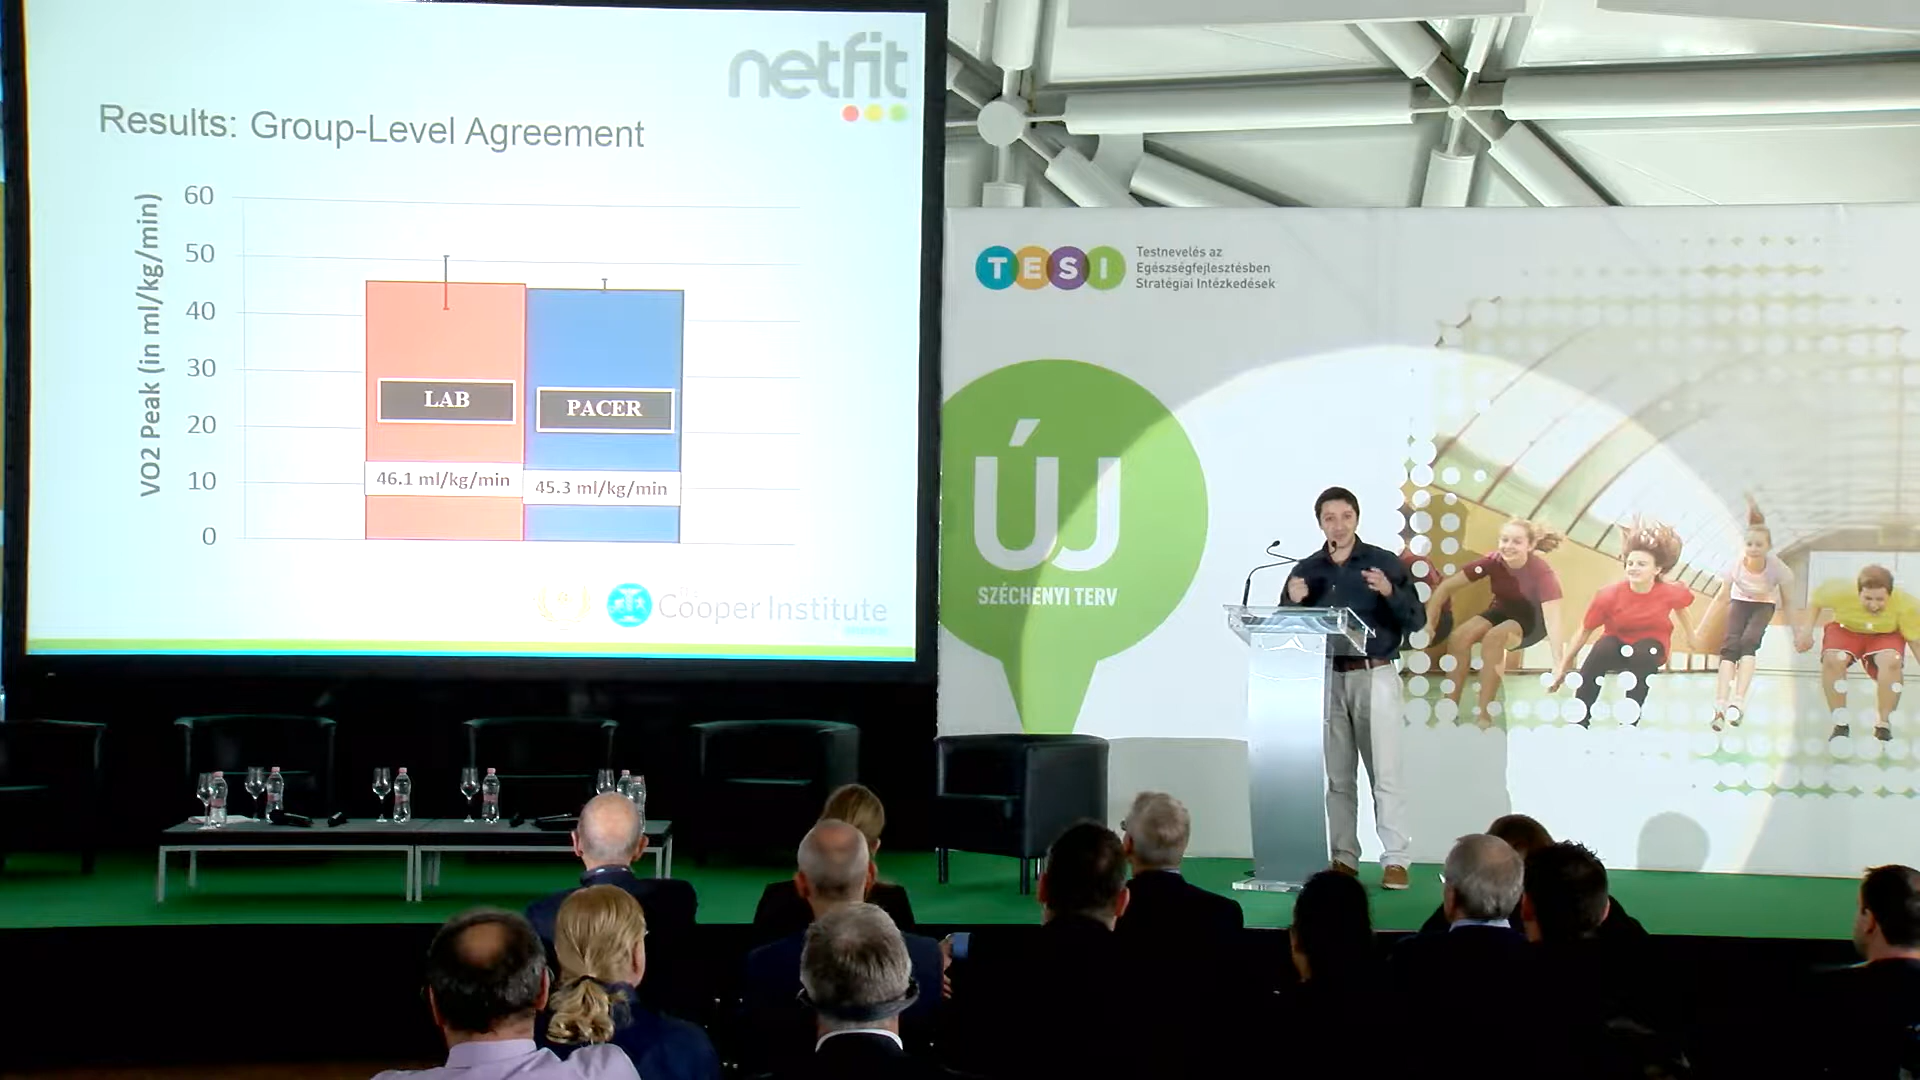 netfit
Results: Group-Level Agreement
VO2 Peak (in ml/kg/min)
60
50
40
30
20
10
0
LAB
PACER
46.1 ml/kg/min
45.3 ml/kg/min
Cooper Institute
TESI
Testnevelés az
Egészségfejlesztésben
Stratégiai Intézkedések
ÚJ
SZÉCHENYI TERV